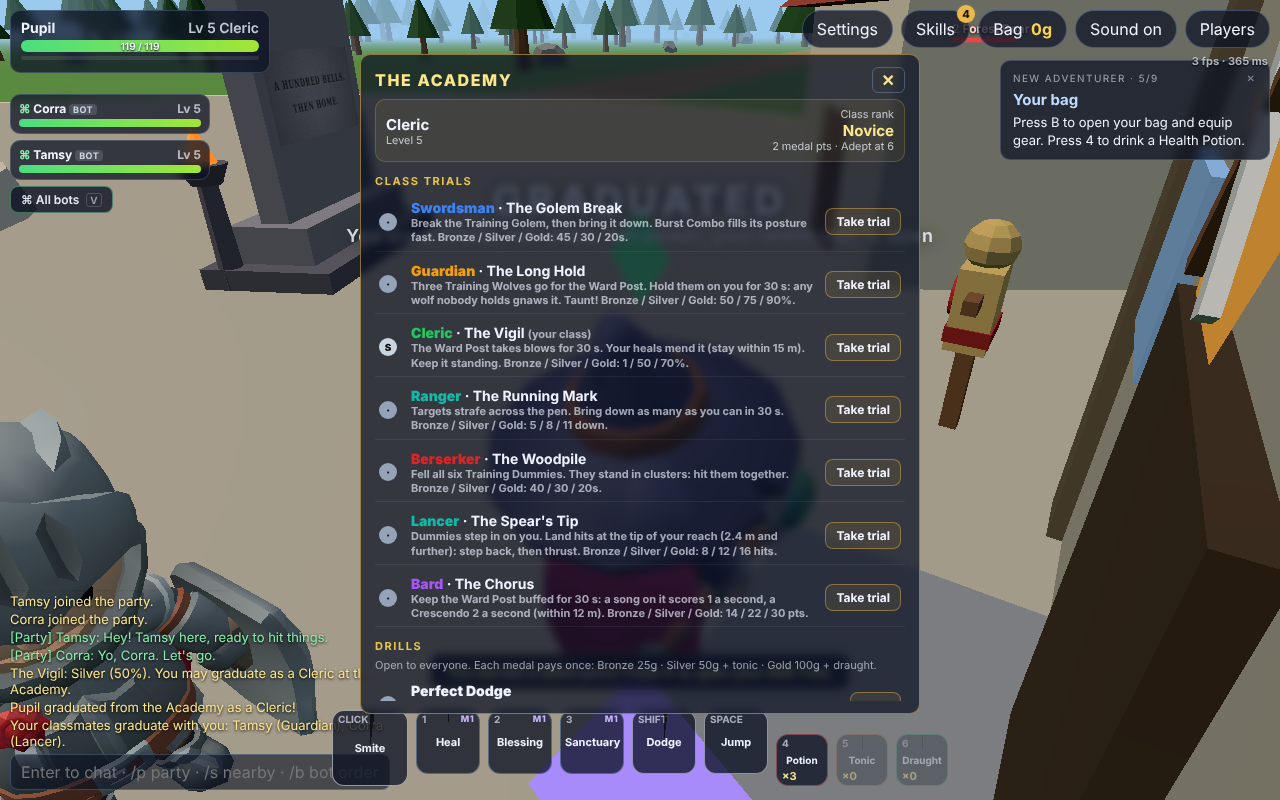 Pupil
Lv 5 Cleric
119 / 119
⌘ Corra BOT
Lv 5
⌘ Tamsy BOT
Lv 5
⌘ All bots V
A HUNDRED BELLS,
THEN HOME.
Settings
Skills
4
Bag 0g
Sound on
Players
3 fps · 365 ms
NEW ADVENTURER · 5/9
×
Your bag
Press B to open your bag and equip
gear. Press 4 to drink a Health Potion.
THE ACADEMY
✕
Cleric
Level 5
Class rank
Novice
2 medal pts · Adept at 6
GRADUATED
CLASS TRIALS
Swordsman · The Golem Break
Break the Training Golem, then bring it down. Burst Combo fills its posture
fast. Bronze / Silver / Gold: 45 / 30 / 20s.
Take trial
Guardian · The Long Hold
Three Training Wolves go for the Ward Post. Hold them on you for 30 s: any
wolf nobody holds gnaws it. Taunt! Bronze / Silver / Gold: 50 / 75 / 90%.
Take trial
S
Cleric · The Vigil (your class)
The Ward Post takes blows for 30 s. Your heals mend it (stay within 15 m).
Keep it standing. Bronze / Silver / Gold: 1 / 50 / 70%.
Take trial
Ranger · The Running Mark
Targets strafe across the pen. Bring down as many as you can in 30 s.
Bronze / Silver / Gold: 5 / 8 / 11 down.
Take trial
Berserker · The Woodpile
Fell all six Training Dummies. They stand in clusters: hit them together.
Bronze / Silver / Gold: 40 / 30 / 20s.
Take trial
Lancer · The Spear's Tip
Dummies step in on you. Land hits at the tip of your reach (2.4 m and
further): step back, then thrust. Bronze / Silver / Gold: 8 / 12 / 16 hits.
Take trial
Bard · The Chorus
Keep the Ward Post buffed for 30 s: a song on it scores 1 a second, a
Crescendo 2 a second (within 12 m). Bronze / Silver / Gold: 14 / 22 / 30 pts.
Take trial
DRILLS
Open to everyone. Each medal pays once: Bronze 25g · Silver 50g + tonic · Gold 100g + draught.
Perfect Dodge
Tamsy joined the party.
Corra joined the party.
[Party] Tamsy: Hey! Tamsy here, ready to hit things.
[Party] Corra: Yo, Corra. Let's go.
The Vigil: Silver (50%). You may graduate as a Cleric at th
Academy.
Pupil graduated from the Academy as a Cleric!
Your classmates graduate with you: Tamsy (Guardian), Corra
(Lancer).
Enter to chat · /p party · /s nearby · /b bot order
CLICK
Smite
1 M1
Heal
2 M1
Blessing
3 M1
Sanctuary
SHIFT
Dodge
SPACE
Jump
4
Potion
×3
5
Tonic
×0
6
Draught
×0